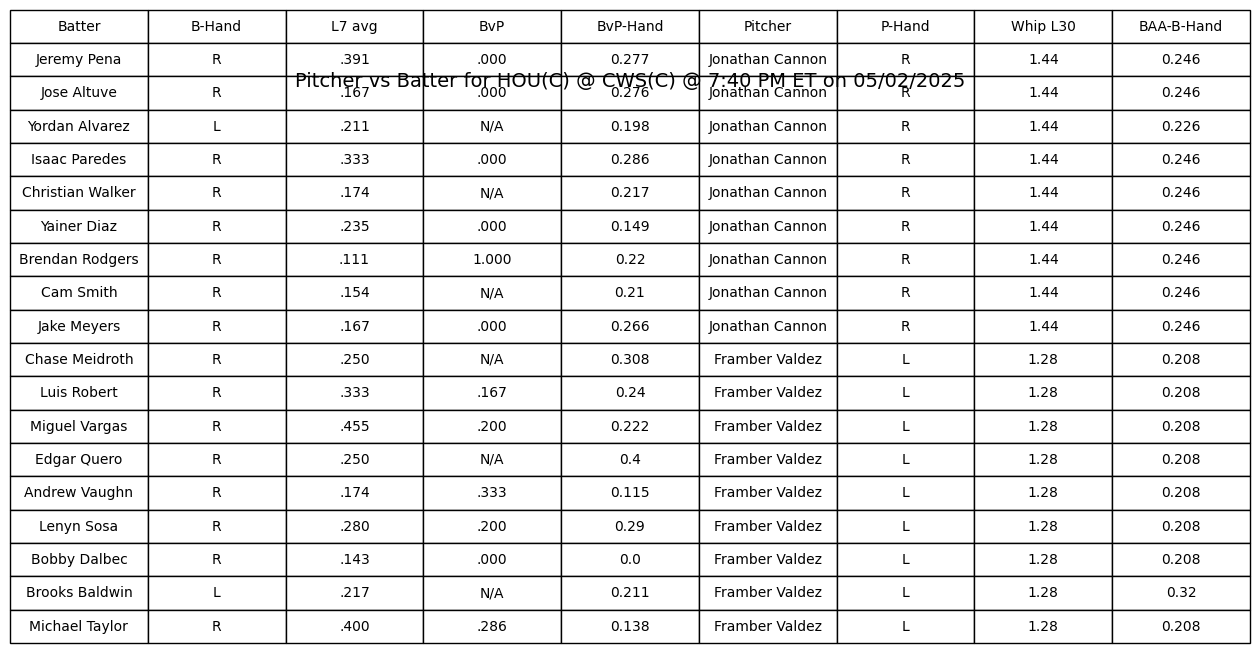 Batter B-Hand L7 avg BvP BvP-Hand Pitcher P-Hand Whip L30 BAA-B-Hand
Jeremy Pena R .391 .000 0.277 Jonathan Cannon R 1.44 0.246
Pitcher vs Batter for HOU(C) @ CWS(C) @ 7:40 PM ET on 05/02/2025
Jose Altuve R .167 .000 0.276 Jonathan Cannon R 1.44 0.246
Yordan Alvarez L .211 N/A 0.198 Jonathan Cannon R 1.44 0.226
Isaac Paredes R .333 .000 0.286 Jonathan Cannon R 1.44 0.246
Christian Walker R .174 N/A 0.217 Jonathan Cannon R 1.44 0.246
Yainer Diaz R .235 .000 0.149 Jonathan Cannon R 1.44 0.246
Brendan Rodgers R .111 1.000 0.22 Jonathan Cannon R 1.44 0.246
Cam Smith R .154 N/A 0.21 Jonathan Cannon R 1.44 0.246
Jake Meyers R .167 .000 0.266 Jonathan Cannon R 1.44 0.246
Chase Meidroth R .250 N/A 0.308 Framber Valdez L 1.28 0.208
Luis Robert R .333 .167 0.24 Framber Valdez L 1.28 0.208
Miguel Vargas R .455 .200 0.222 Framber Valdez L 1.28 0.208
Edgar Quero R .250 N/A 0.4 Framber Valdez L 1.28 0.208
Andrew Vaughn R .174 .333 0.115 Framber Valdez L 1.28 0.208
Lenyn Sosa R .280 .200 0.29 Framber Valdez L 1.28 0.208
Bobby Dalbec R .143 .000 0.0 Framber Valdez L 1.28 0.208
Brooks Baldwin L .217 N/A 0.211 Framber Valdez L 1.28 0.32
Michael Taylor R .400 .286 0.138 Framber Valdez L 1.28 0.208